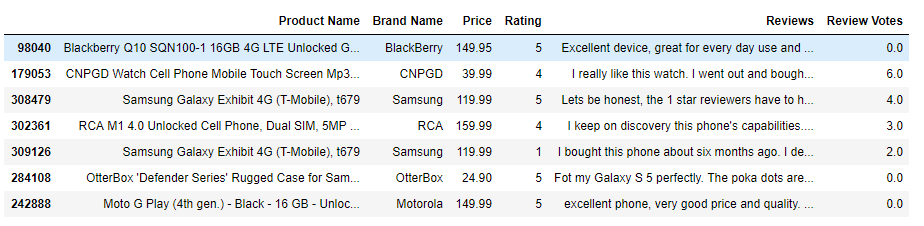 Product Name Brand Name Price Rating Reviews Review Votes
98040 Blackberry Q10 SQN100-1 16GB 4G LTE Unlocked G... BlackBerry 149.95 5 Excellent device, great for every day use and ... 0.0
179053 CNPGD Watch Cell Phone Mobile Touch Screen Mp3... CNPGD 39.99 4 I really like this watch. I went out and bough... 6.0
308479 Samsung Galaxy Exhibit 4G (T-Mobile), t679 Samsung 119.99 5 Lets be honest, the 1 star reviewers have to h... 4.0
302361 RCA M1 4.0 Unlocked Cell Phone, Dual SIM, 5MP ... RCA 159.99 4 I keep on discovery this phone's capabilities.... 3.0
309126 Samsung Galaxy Exhibit 4G (T-Mobile), t679 Samsung 119.99 1 I bought this phone about six months ago. I de... 2.0
284108 OtterBox 'Defender Series' Rugged Case for Sam... OtterBox 24.90 5 Fot my Galaxy S 5 perfectly. The poka dots are... 0.0
242888 Moto G Play (4th gen.) - Black - 16 GB - Unloc... Motorola 149.99 5 excellent phone, very good price and quality. ... 0.0